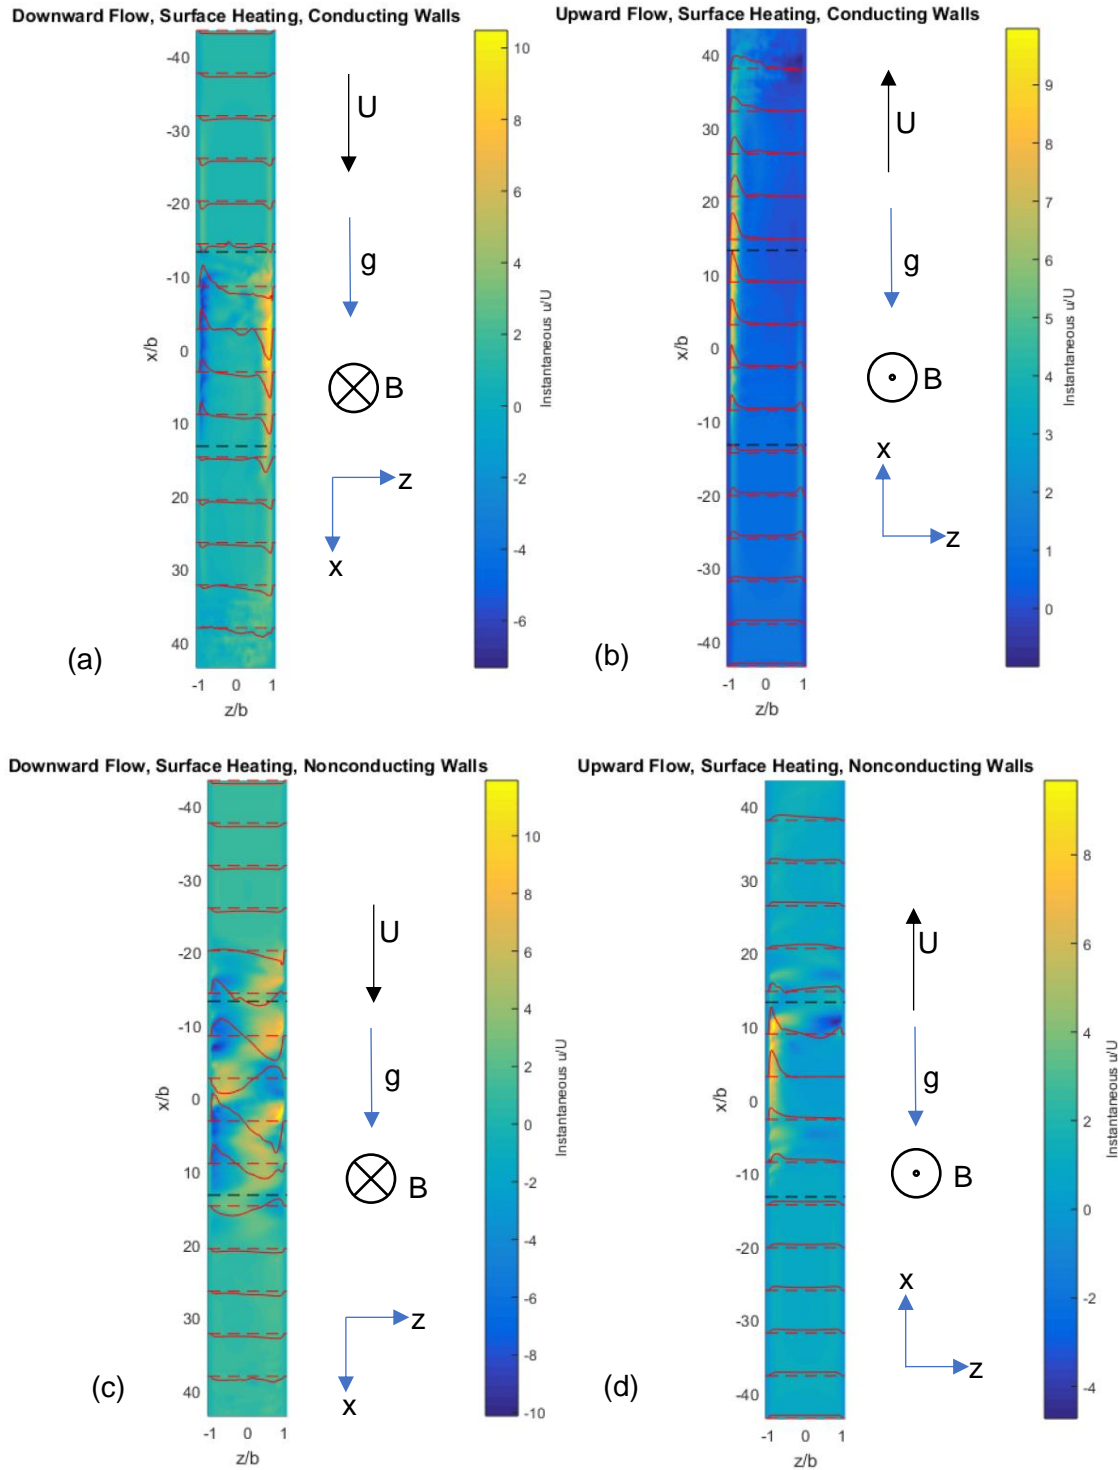 Downward Flow, Surface Heating, Conducting Walls
-40
-30
-20
-10
0
10
20
30
40
x/b
-1 0 1
z/b
U
g
B
z
x
10
8
6
4
2
0
-2
-4
-6
Instantaneous u/U
(a)
Upward Flow, Surface Heating, Conducting Walls
40
30
20
10
0
-10
-20
-30
-40
x/b
-1 0 1
z/b
U
g
B
x
z
9
8
7
6
5
4
3
2
1
0
Instantaneous u/U
(b)
Downward Flow, Surface Heating, Nonconducting Walls
-40
-30
-20
-10
0
10
20
30
40
x/b
-1 0 1
z/b
U
g
B
z
x
10
8
6
4
2
0
-2
-4
-6
-8
-10
Instantaneous u/U
(c)
Upward Flow, Surface Heating, Nonconducting Walls
40
30
20
10
0
-10
-20
-30
-40
x/b
-1 0 1
z/b
U
g
B
x
z
8
6
4
2
0
-2
-4
Instantaneous u/U
(d)